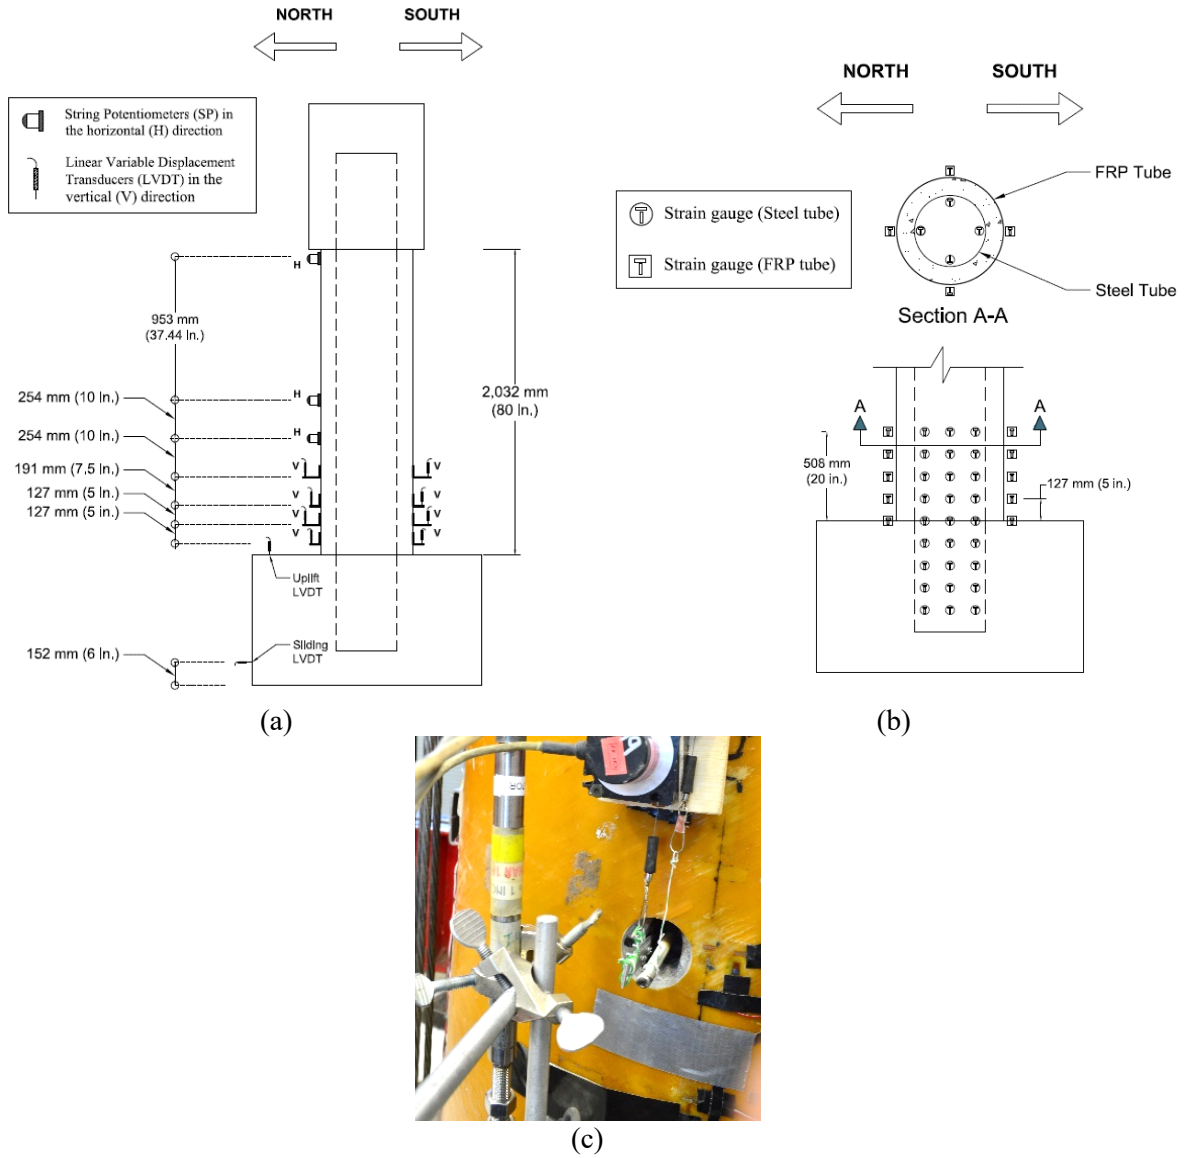 NORTH
SOUTH
String Potentiometers (SP) in
the horizontal (H) direction
Linear Variable Displacement
Transducers (LVDT) in the
vertical (V) direction
H
953 mm
(37.44 in.)
H
254 mm (10 in.)
2,032 mm
(80 in.)
H
254 mm (10 in.)
191 mm (7.5 in.)
V
V
127 mm (5 in.)
V
V
127 mm (5 in.)
V
V
V
V
Uplift
LVDT
Sliding
LVDT
152 mm (6 in.)
(a)
NORTH
SOUTH
FRP Tube
Strain gauge (Steel tube)
Strain gauge (FRP tube)
Steel Tube
Section A-A
A
A
508 mm
(20 in.)
127 mm (5 in.)
(b)
(c)